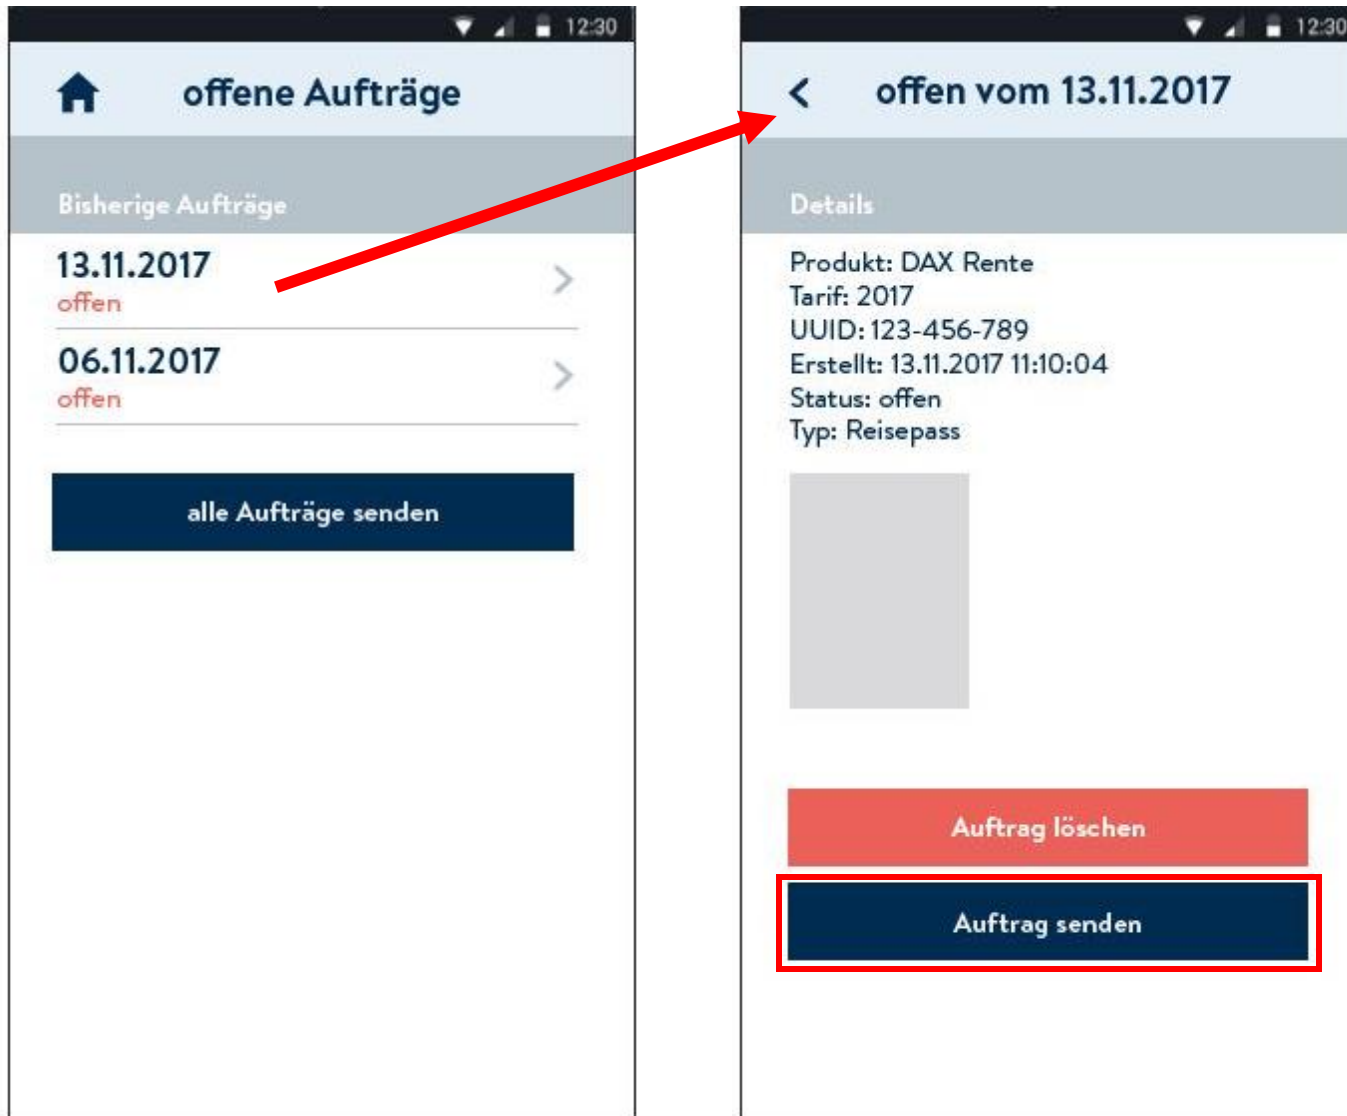 12:30
offene Aufträge
Bisherige Aufträge
13.11.2017
offen
06.11.2017
offen
alle Aufträge senden
12:30
offen vom 13.11.2017
Details
Produkt: DAX Rente
Tarif: 2017
UUID: 123-456-789
Erstellt: 13.11.2017 11:10:04
Status: offen
Typ: Reisepass
Auftrag löschen
Auftrag senden